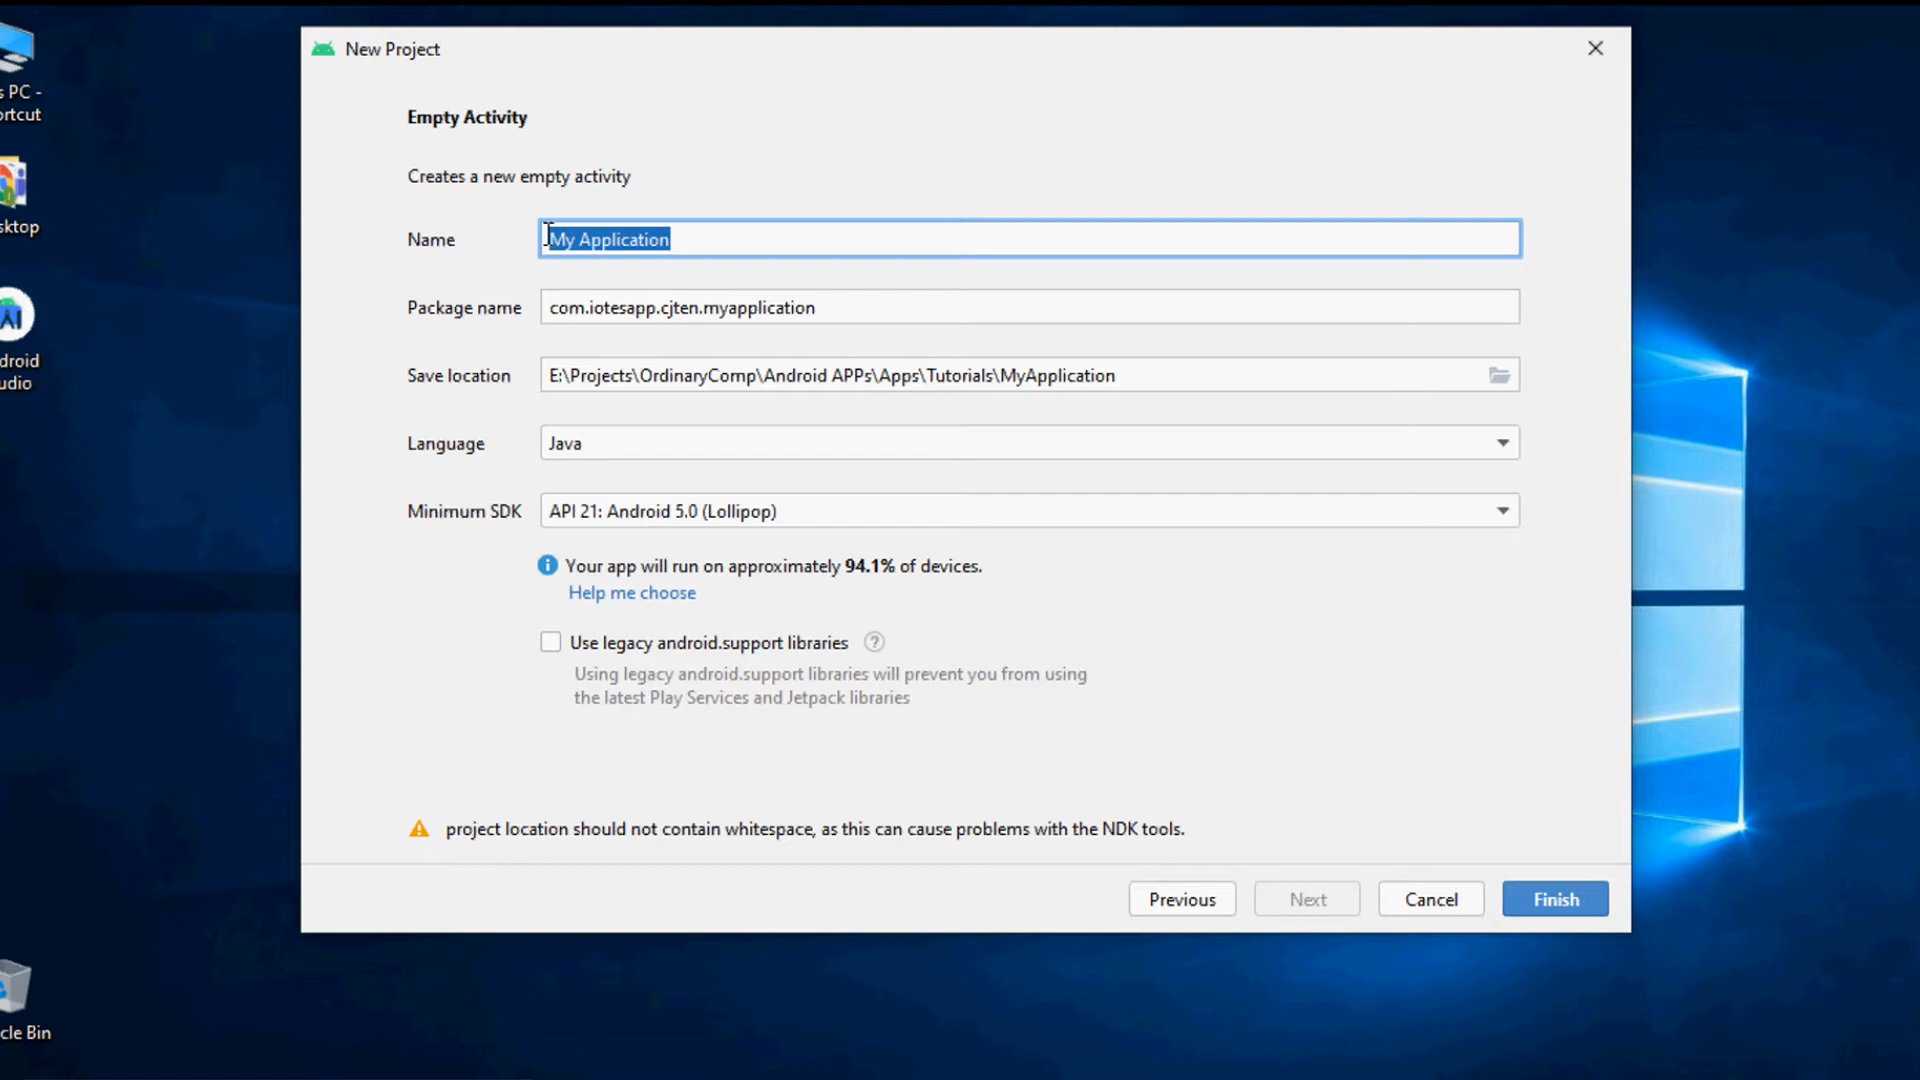 New Project
Empty Activity
Creates a new empty activity
Name
My Application
Package name
com.iotesapp.cjten.myapplication
Save location
E:\Projects\OrdinaryComp\Android APPs\Apps\Tutorials\MyApplication
Language
Java
Minimum SDK
API 21: Android 5.0 (Lollipop)
Your app will run on approximately 94.1% of devices.
Help me choose
Use legacy android.support libraries
Using legacy android.support libraries will prevent you from using
the latest Play Services and Jetpack libraries
project location should not contain whitespace, as this can cause problems with the NDK tools.
Previous
Next
Cancel
Finish
s PC -
ortcut
sktop
droid
udio
cle Bin